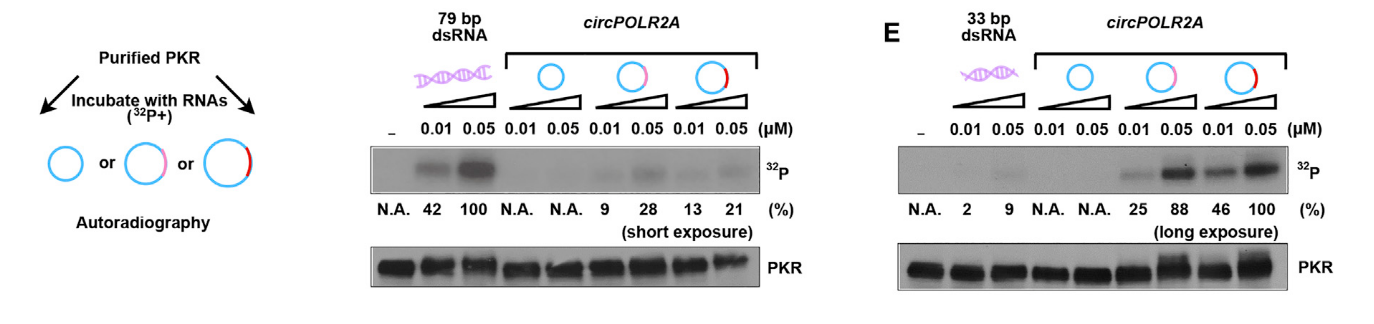 Purified PKR
Incubate with RNAs
(³²P+)
or or
Autoradiography
79 bp
dsRNA
circPOLR2A
– 0.01 0.05 0.01 0.05 0.01 0.05 0.01 0.05 (µM)
³²P
N.A. 42 100 N.A. N.A. 9 28 13 21 (%)
(short exposure)
PKR
E
33 bp
dsRNA
circPOLR2A
– 0.01 0.05 0.01 0.05 0.01 0.05 0.01 0.05 (µM)
³²P
N.A. 2 9 N.A. N.A. 25 88 46 100 (%)
(long exposure)
PKR